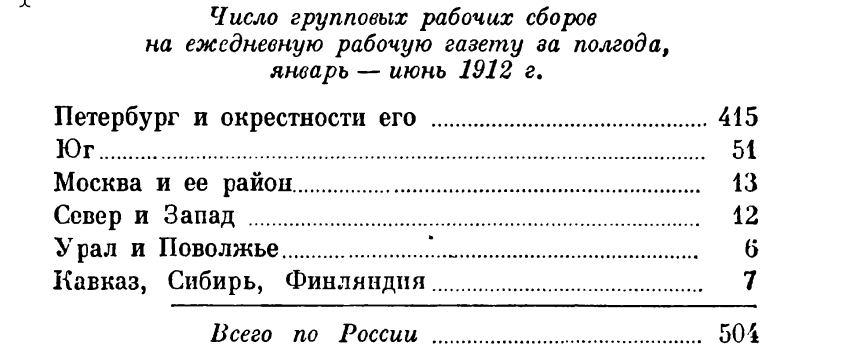 Число групповых рабочих сборов
на ежедневную рабочую газету за полгода,
январь — июнь 1912 г.
Петербург и окрестности его ........ 415
Юг ........ 51
Москва и ее район ........ 13
Север и Запад ........ 12
Урал и Поволжье ........ 6
Кавказ, Сибирь, Финляндия ........ 7
Всего по России ........ 504